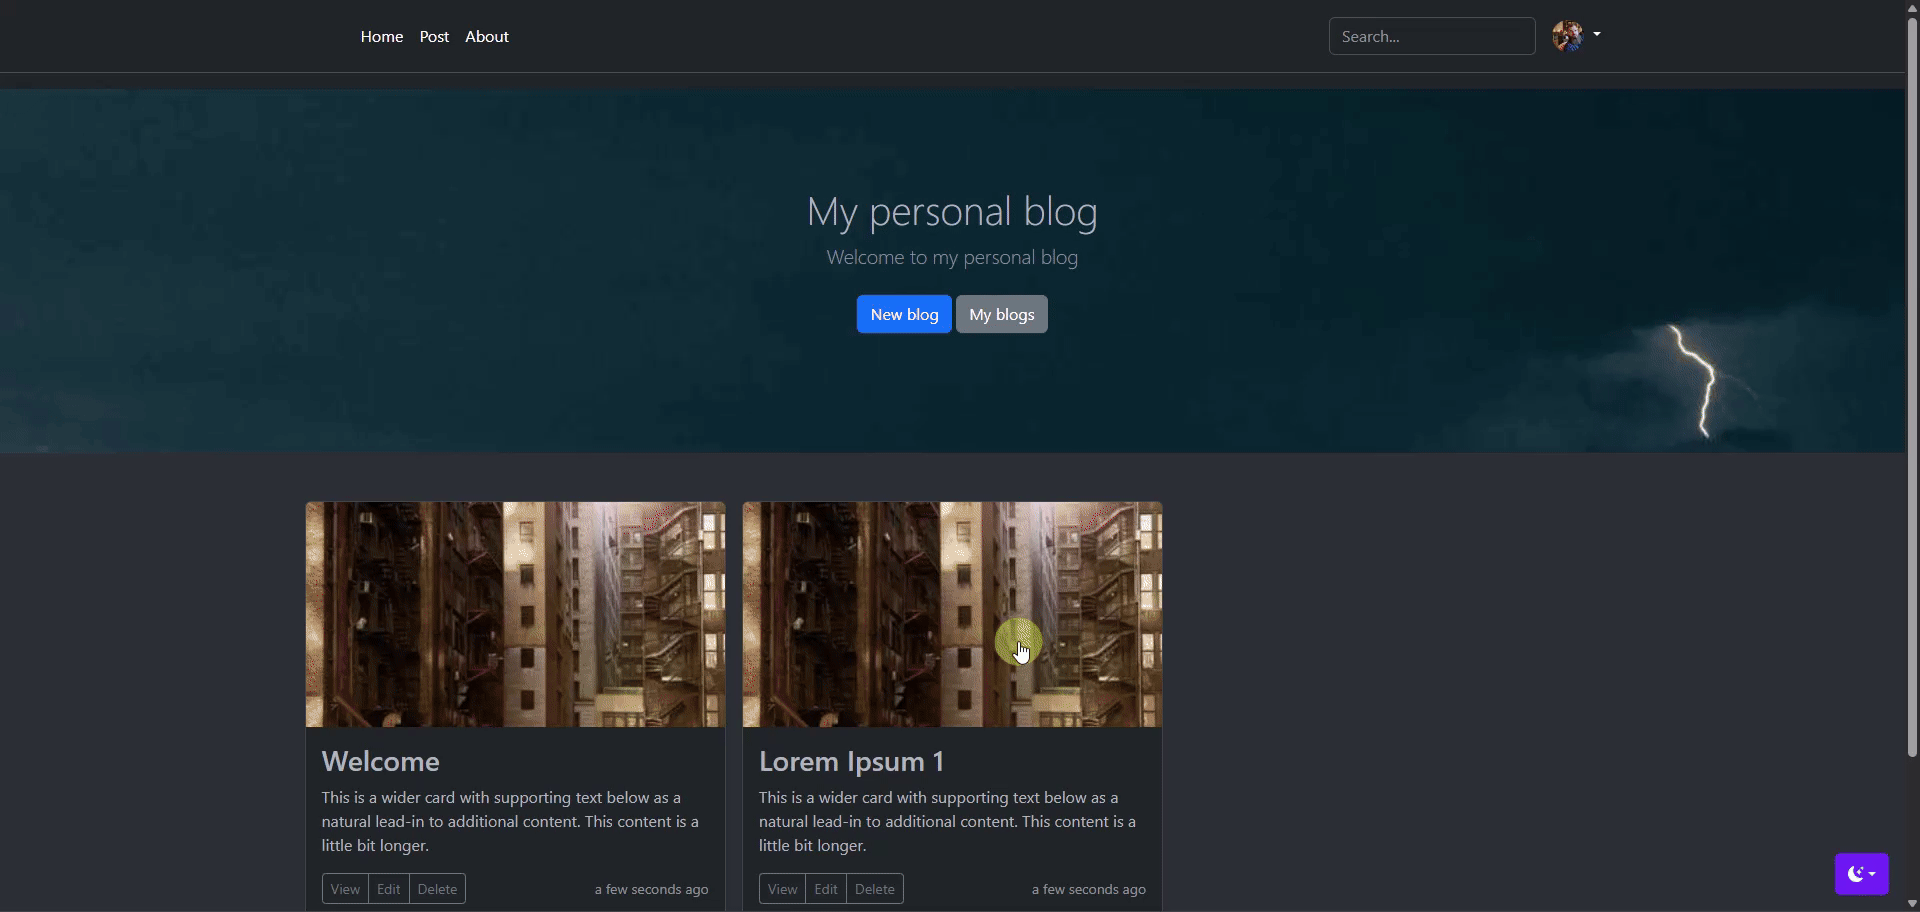 Home Post About Search...
My personal blog
Welcome to my personal blog
New blog My blogs
Welcome
This is a wider card with supporting text below as a
natural lead-in to additional content. This content is a
little bit longer.
View Edit Delete a few seconds ago
Lorem Ipsum 1
This is a wider card with supporting text below as a
natural lead-in to additional content. This content is a
little bit longer.
View Edit Delete a few seconds ago